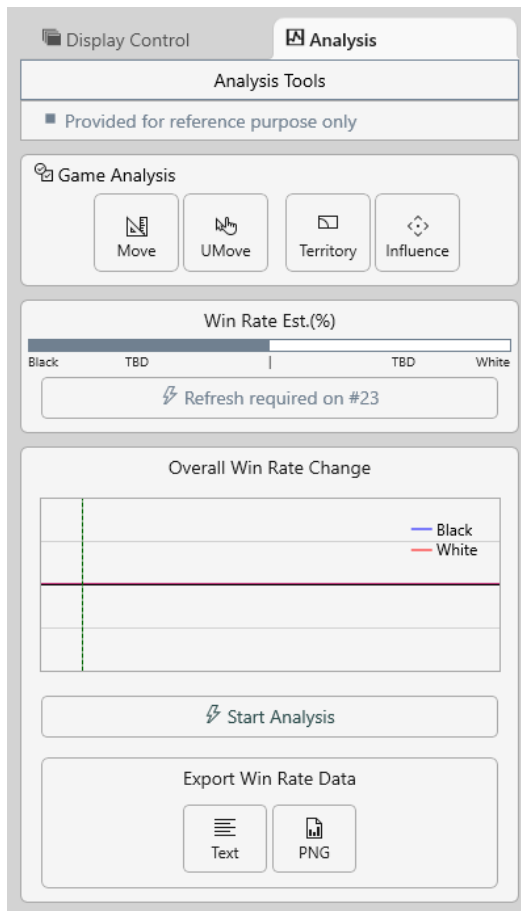 Display Control
Analysis
Analysis Tools
Provided for reference purpose only
Game Analysis
Move
UMove
Territory
Influence
Win Rate Est.(%)
Black TBD | TBD White
Refresh required on #23
Overall Win Rate Change
Black
White
Start Analysis
Export Win Rate Data
Text
PNG